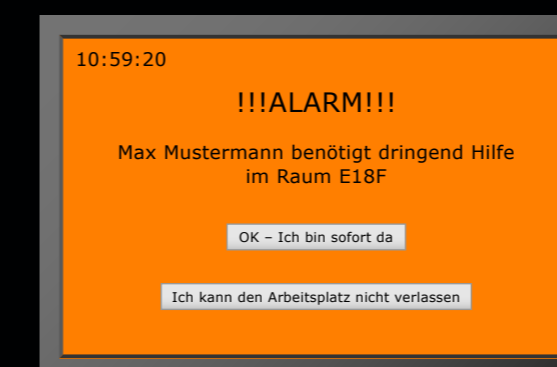 10:59:20
!!!ALARM!!!
Max Mustermann benötigt dringend Hilfe
im Raum E18F
OK – Ich bin sofort da
Ich kann den Arbeitsplatz nicht verlassen